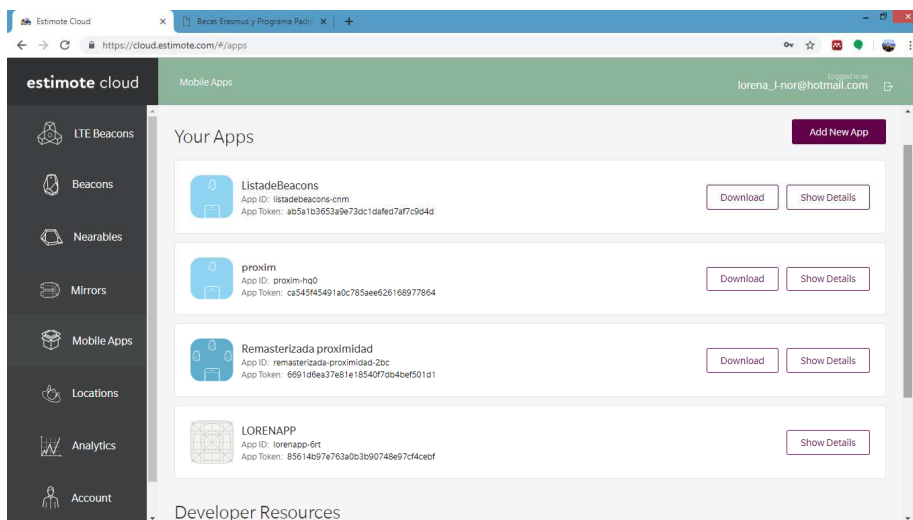 Estimote Cloud
Becas Erasmus y Programa Padr
https://cloud.estimote.com/#/apps
estimote cloud
Mobile Apps
Logged in as
lorena_l-nor@hotmail.com
LTE Beacons
Beacons
Nearables
Mirrors
Mobile Apps
Locations
Analytics
Account
Your Apps
Add New App
ListadeBeacons
App ID: listadebeacons-cnm
App Token: ab5a1b3653a9e73dc1dafed7af7c9d4d
Download
Show Details
proxim
App ID: proxim-hq0
App Token: ca545f45491a0c785aee626168977864
Download
Show Details
Remasterizada proximidad
App ID: remasterizada-proximidad-2bc
App Token: 6691d6ea37e81e18540f7db4bef501d1
Download
Show Details
LORENAPP
App ID: lorenapp-6rt
App Token: 85614b97e763a0b3b90748e97cf4cebf
Show Details
Developer Resources